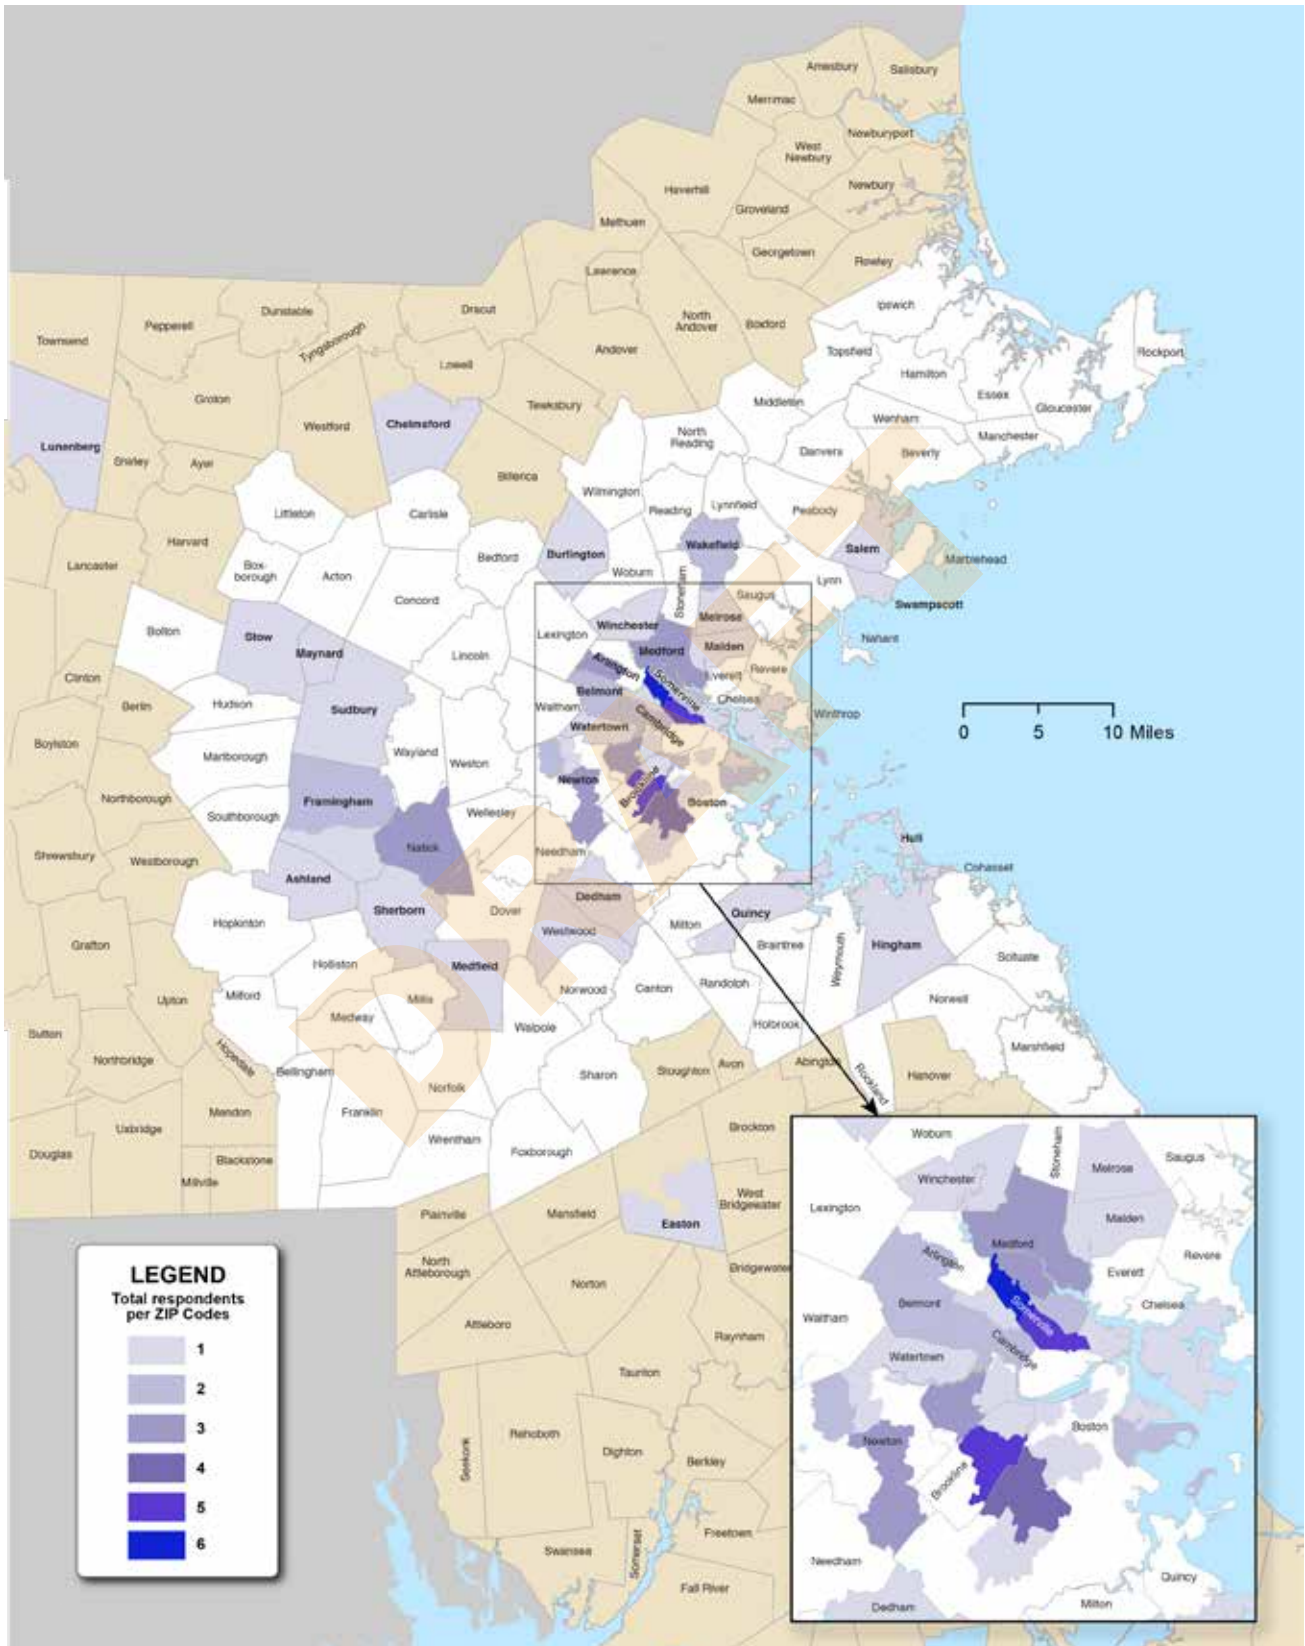 Amesbury
Salisbury
Merrimac
Newburyport
West
Newbury
Newbury
Haverhill
Groveland
Methuen
Georgetown
Rowley
Lawrence
Ipswich
Dunstable
Dracut
North
Andover
Boxford
Pepperell
Tyngsborough
Townsend
Andover
Topsfield
Rockport
Lowell
Hamilton
Groton
Essex
Middleton
Tewksbury
Gloucester
Chelmsford
Westford
Wenham
North
Reading
Manchester
Lunenberg
Danvers
Beverly
Shirley
Ayer
Billerica
Wilmington
Lynnfield
Reading
Peabody
Littleton
Carlisle
Harvard
Wakefield
Salem
Burlington
Bedford
Marblehead
Lancaster
Box-
borough
Acton
Woburn
Stoneham
Lynn
Saugus
Concord
Swampscott
Melrose
Winchester
Bolton
Stow
Lexington
Nahant
Maynard
Medford
Malden
Lincoln
Arlington
Revere
Clinton
Everett
Belmont
Somerville
Chelsea
Hudson
Berlin
Sudbury
Waltham
Cambridge
Winthrop
Watertown
0 5 10 Miles
Boylston
Wayland
Marlborough
Weston
Newton
Brookline
Northborough
Framingham
Boston
Southborough
Wellesley
Hull
Natick
Needham
Shrewsbury
Westborough
Cohasset
Ashland
Dedham
Sherborn
Dover
Quincy
Hopkinton
Milton
Westwood
Grafton
Braintree
Weymouth
Hingham
Scituate
Holliston
Medfield
Randolph
Norwood
Canton
Milford
Millis
Upton
Norwell
Medway
Holbrook
Walpole
Sutton
Marshfield
Northbridge
Hopedale
Abington
Avon
Stoughton
Rockland
Bellingham
Sharon
Hanover
Norfolk
Mendon
Franklin
Uxbridge
Brockton
Wrentham
Foxborough
Douglas
Blackstone
Millville
West
Bridgewater
Plainville
Mansfield
Easton
North
Attleborough
Bridgewater
Norton
Attleboro
Raynham
Taunton
Rehoboth
Seekonk
Dighton
Berkley
Freetown
Swansea
Somerset
Fall River
DRAFT
LEGEND
Total respondents
per ZIP Codes
1
2
3
4
5
6
Woburn
Stoneham
Saugus
Melrose
Winchester
Lexington
Malden
Medford
Arlington
Revere
Everett
Belmont
Chelsea
Somerville
Waltham
Cambridge
Watertown
Boston
Newton
Brookline
Needham
Quincy
Dedham
Milton